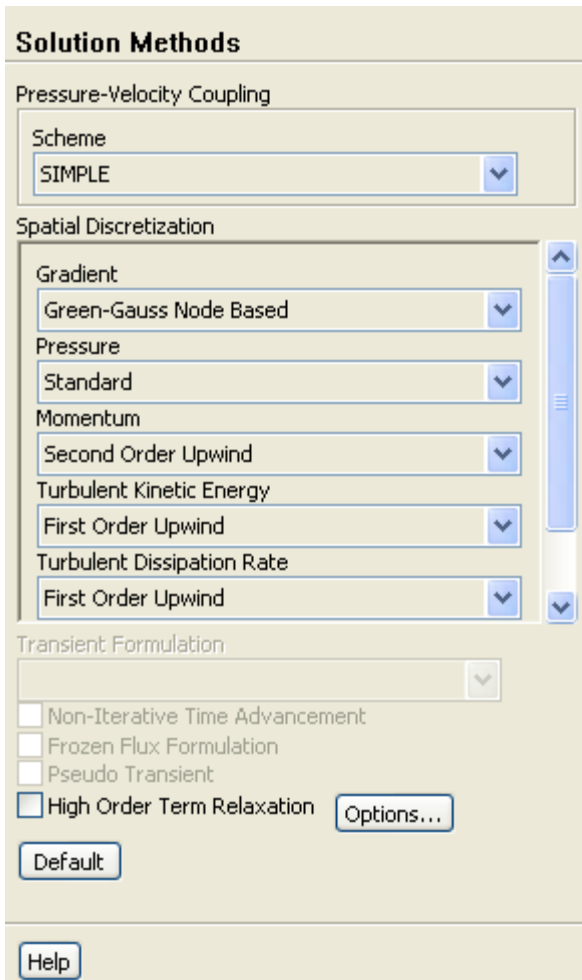 Solution Methods
Pressure-Velocity Coupling
Scheme
SIMPLE
Spatial Discretization
Gradient
Green-Gauss Node Based
Pressure
Standard
Momentum
Second Order Upwind
Turbulent Kinetic Energy
First Order Upwind
Turbulent Dissipation Rate
First Order Upwind
Transient Formulation
Non-Iterative Time Advancement
Frozen Flux Formulation
Pseudo Transient
High Order Term Relaxation Options...
Default
Help